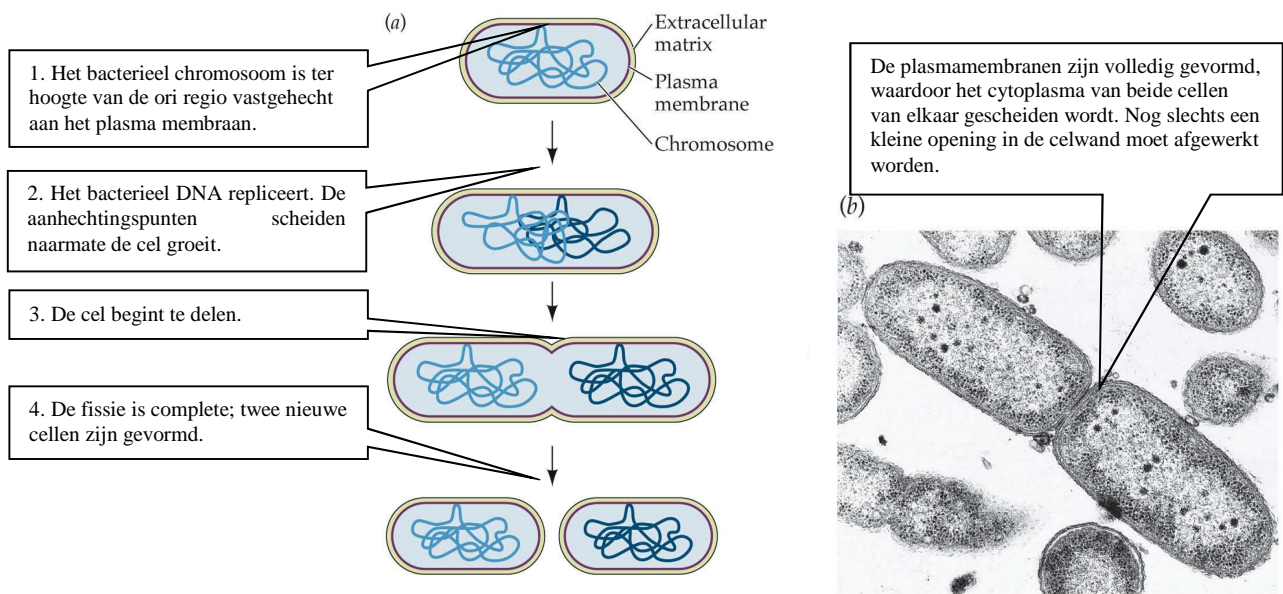 (a)
Extracellular
matrix
Plasma
membrane
Chromosome
1. Het bacterieel chromosoom is ter
hoogte van de ori regio vastgehecht
aan het plasma membraan.
2. Het bacterieel DNA repliceert. De
aanhechtingspunten scheiden
naarmate de cel groeit.
3. De cel begint te delen.
4. De fissie is complete; twee nieuwe
cellen zijn gevormd.
De plasmamembranen zijn volledig gevormd,
waardoor het cytoplasma van beide cellen
van elkaar gescheiden wordt. Nog slechts een
kleine opening in de celwand moet afgewerkt
worden.
(b)